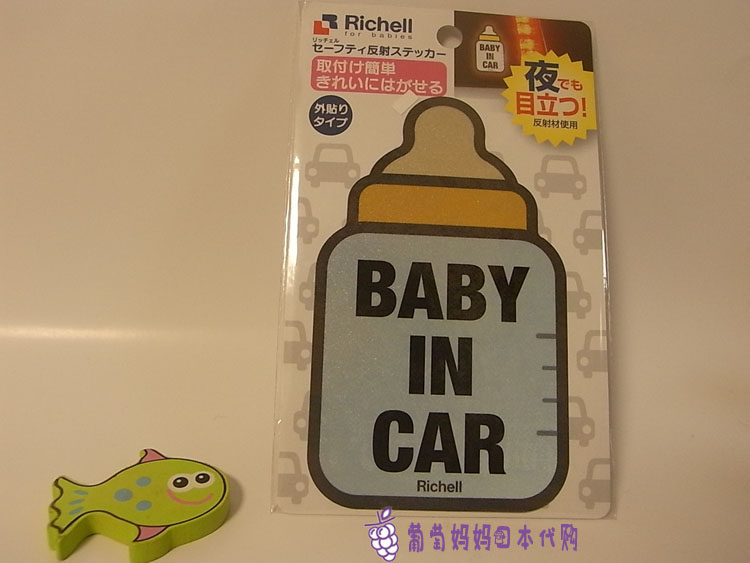 Richell
for babies
リッチェル
セーフティ反射ステッカー
取付け簡単
きれいにはがせる
外貼り
タイプ
BABY
IN
CAR
夜でも
目立つ!
反射材使用
BABY
IN
CAR
Richell
葡萄妈妈日本代购